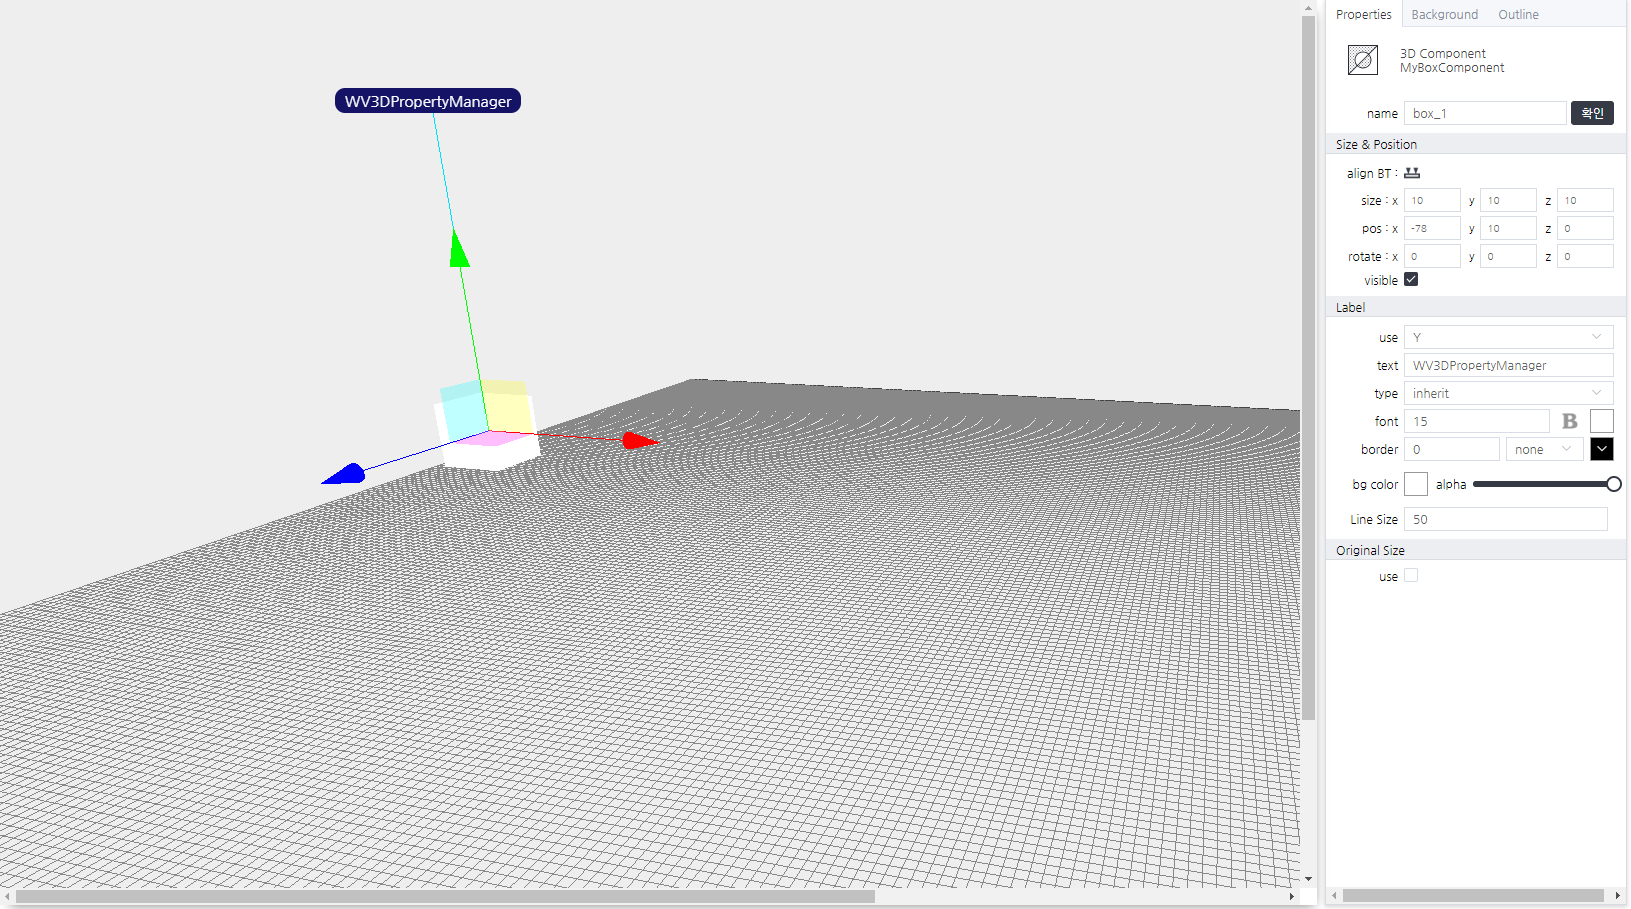 WV3DPropertyManager
Properties Background Outline
3D Component
MyBoxComponent
name box_1 확인
Size & Position
align BT :
size : x 10 y 10 z 10
pos : x -78 y 10 z 0
rotate : x 0 y 0 z 0
visible
Label
use Y
text WV3DPropertyManager
type inherit
font 15 B
border 0 none
bg color alpha
Line Size 50
Original Size
use